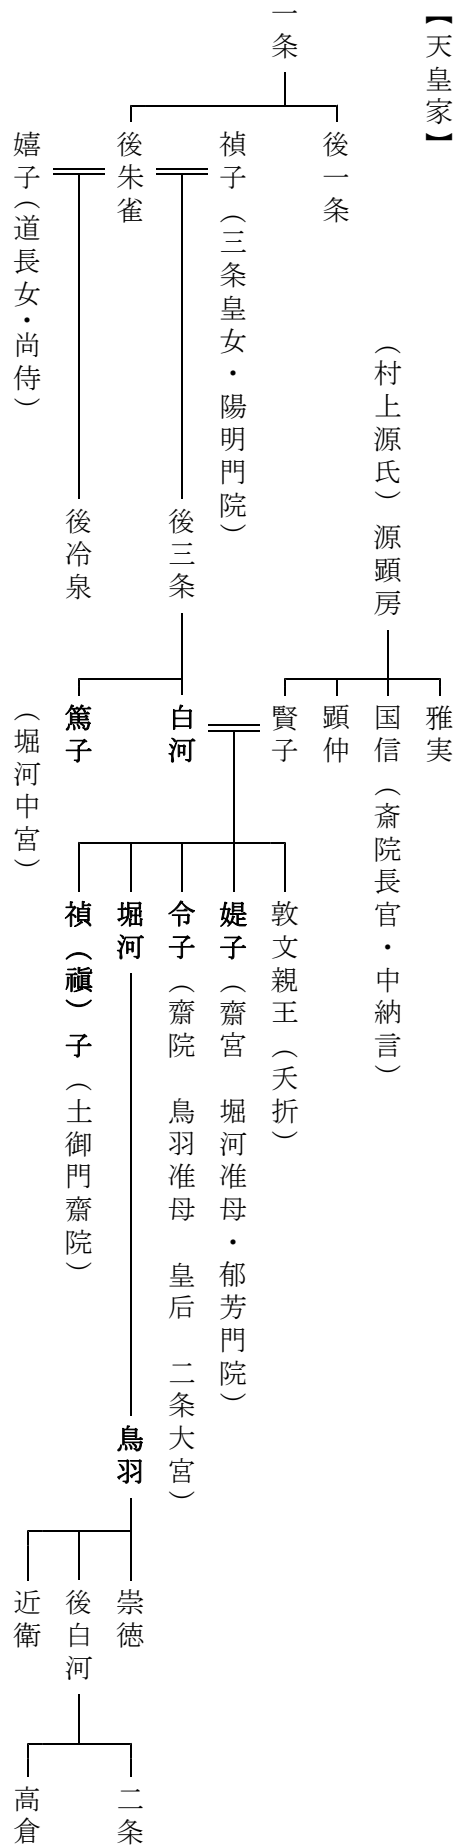 【天皇家】
一条
後一条
禎子（三条皇女・陽明門院）
後朱雀
嬉子（道長女・尚侍）
（村上源氏）源顕房
後三条
後冷泉
雅実
国信（斎院長官・中納言）
顕仲
賢子
白河
篤子
（堀河中宮）
敦文親王（夭折）
媞子（齋宮　堀河准母・郁芳門院）
令子（齋院　鳥羽准母　皇后　二条大宮）
堀河
禎（禛）子（土御門齋院）
鳥羽
崇徳
後白河
近衛
二条
高倉